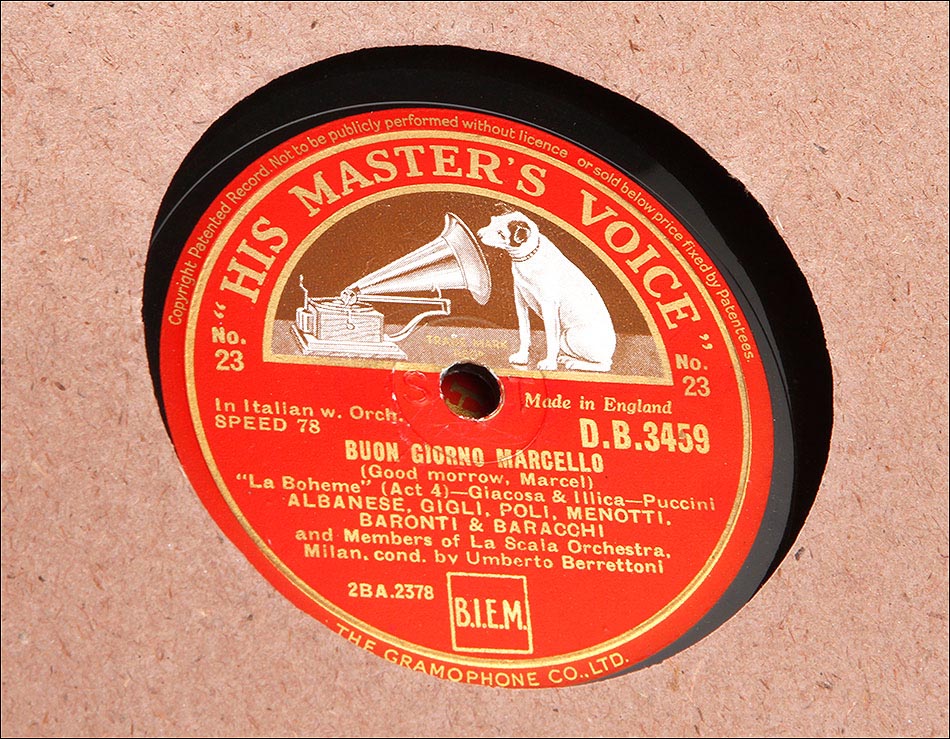 Copyright Patented Record. Not to be publicly performed without licence or sold below price fixed by Patentees.
"HIS MASTER'S VOICE"
TRADE MARK
No. 23
No. 23
In Italian w. Orch.
SPEED 78
Made in England
D.B.3459
BUON GIORNO MARCELLO
(Good morrow, Marcel)
"La Boheme" (Act 4)—Giacosa & Illica—Puccini
ALBANESE, GIGLI, POLI, MENOTTI,
BARONTI & BARACCHI
and Members of La Scala Orchestra,
Milan, cond. by Umberto Berrettoni
2BA.2378
B.I.E.M.
THE GRAMOPHONE CO., LTD.